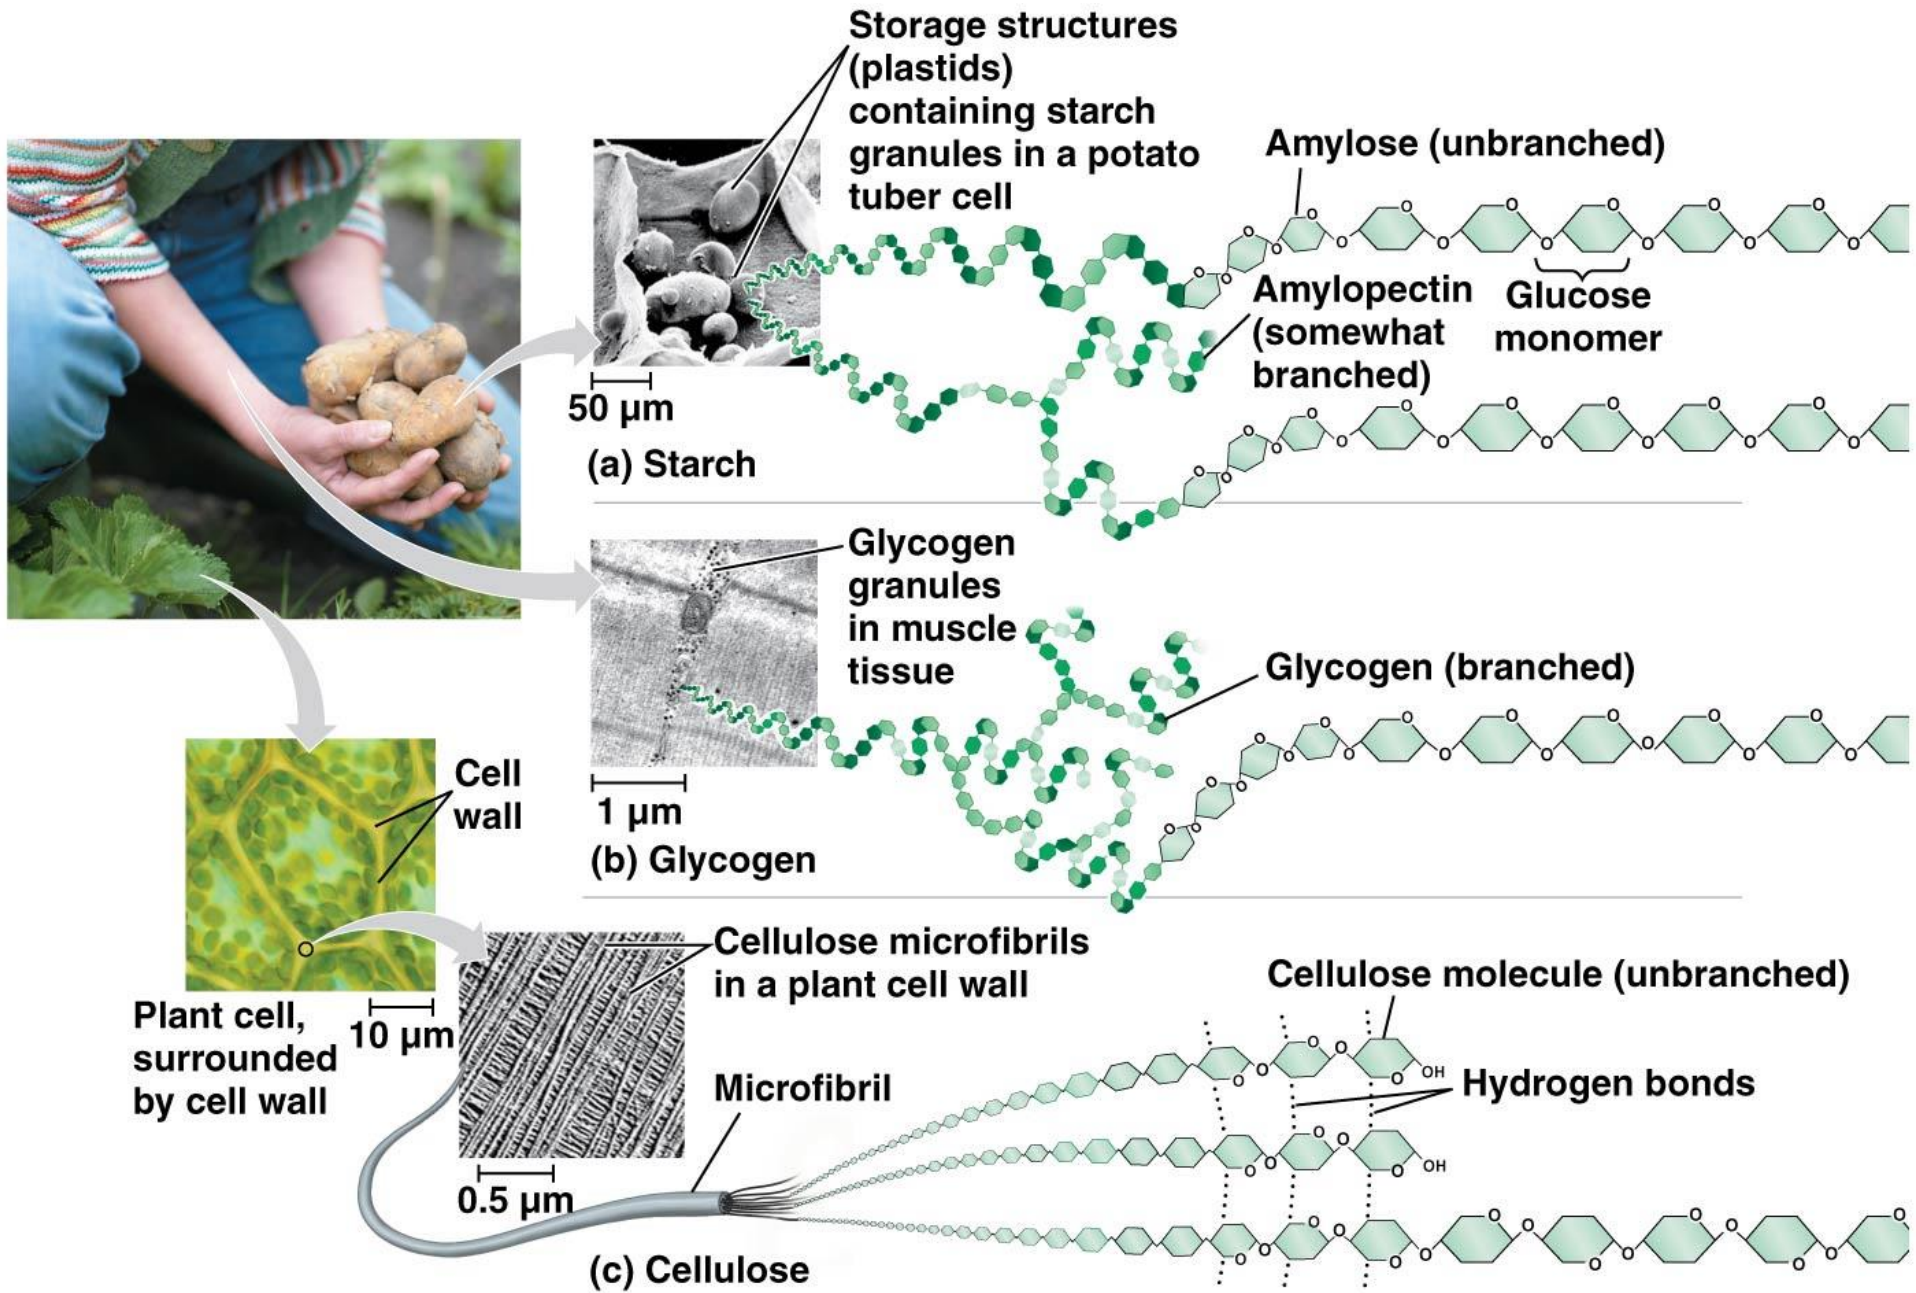 Storage structures
(plastids)
containing starch
granules in a potato
tuber cell
Amylose (unbranched)
O O O O O O O O
O O O O O O O O
Amylopectin
(somewhat
branched)
Glucose
monomer
50 µm
(a) Starch
O O O O O O O O
O O O O O O O O
Glycogen
granules
in muscle
tissue
Glycogen (branched)
O O O O O O O O O
O O O O O O O O O
1 µm
(b) Glycogen
Cell
wall
Plant cell,
surrounded
by cell wall
10 µm
Cellulose microfibrils
in a plant cell wall
Cellulose molecule (unbranched)
O O
O O O OH
Hydrogen bonds
Microfibril
O O
O O O OH
0.5 µm
O O O O O O O
O O O O O O O
(c) Cellulose